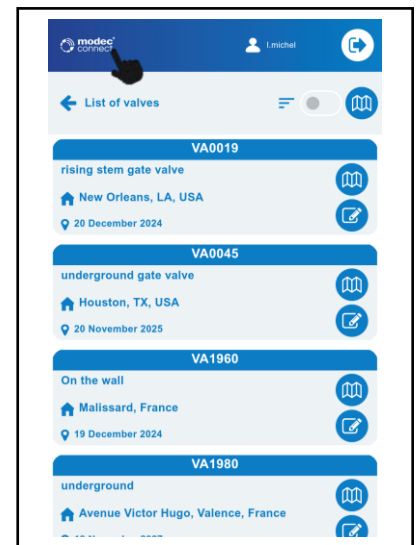 modec
connect
l.michel
List of valves
VA0019
rising stem gate valve
New Orleans, LA, USA
20 December 2024
VA0045
underground gate valve
Houston, TX, USA
20 November 2025
VA1960
On the wall
Malissard, France
19 December 2024
VA1980
underground
Avenue Victor Hugo, Valence, France